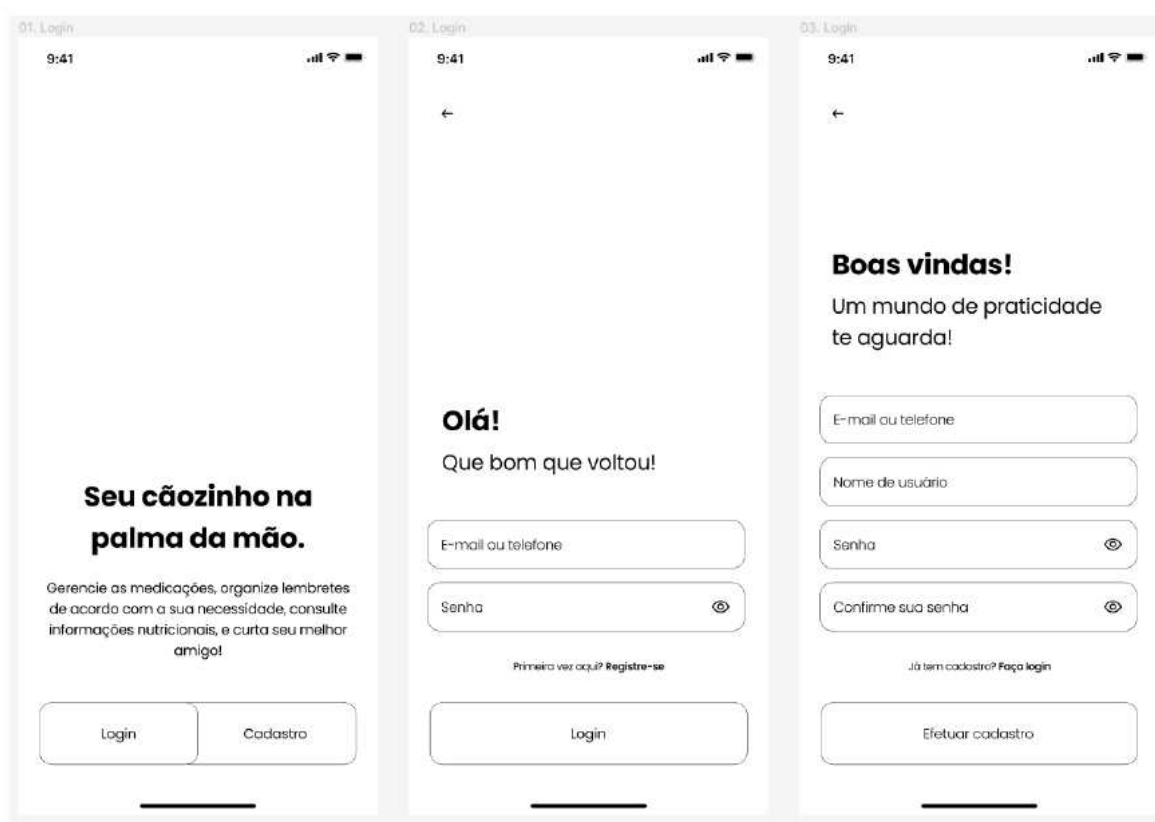 01. Login
9:41
Seu cãozinho na
palma da mão.
Gerencie as medicações, organize lembretes
de acordo com a sua necessidade, consulte
informações nutricionais, e curta seu melhor
amigo!
Login
Cadastro
02. Login
9:41
Olá!
Que bom que voltou!
E-mail ou telefone
Senha
Primeira vez aqui? Registre-se
Login
03. Login
9:41
Boas vindas!
Um mundo de praticidade
te aguarda!
E-mail ou telefone
Nome de usuário
Senha
Confirme sua senha
Já tem cadastro? Faça login
Efetuar cadastro